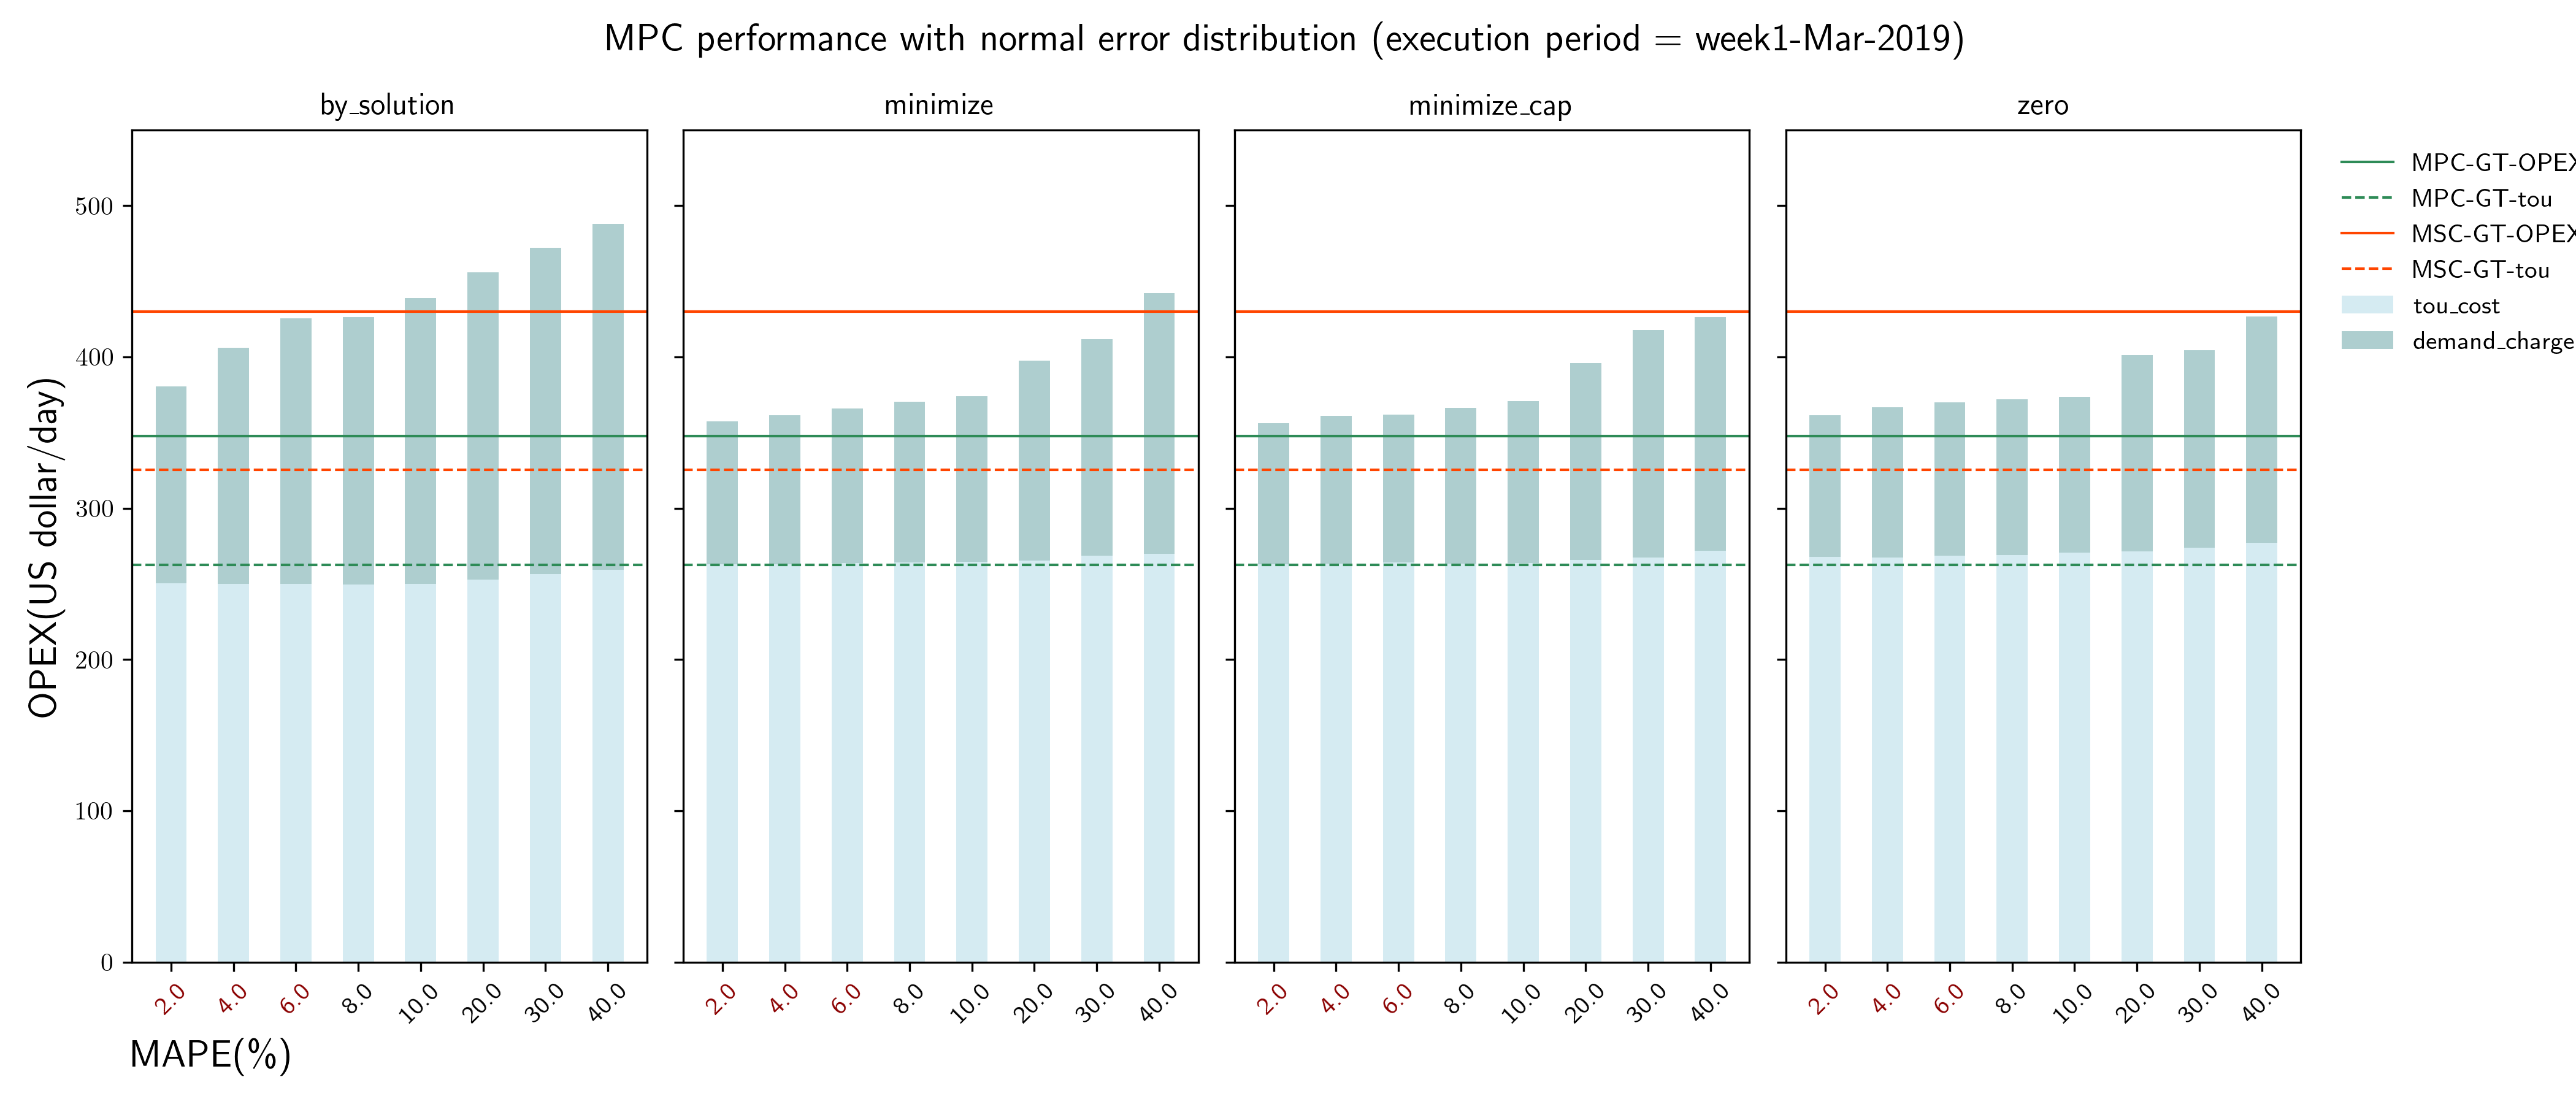 MPC performance with normal error distribution (execution period = week1-Mar-2019)
by_solution
minimize
minimize_cap
zero
OPEX(US dollar/day)
500
400
300
200
100
0
2.0 4.0 6.0 8.0 10.0 20.0 30.0 40.0
2.0 4.0 6.0 8.0 10.0 20.0 30.0 40.0
2.0 4.0 6.0 8.0 10.0 20.0 30.0 40.0
2.0 4.0 6.0 8.0 10.0 20.0 30.0 40.0
MAPE(%)
MPC-GT-OPEX
MPC-GT-tou
MSC-GT-OPEX
MSC-GT-tou
tou_cost
demand_charge